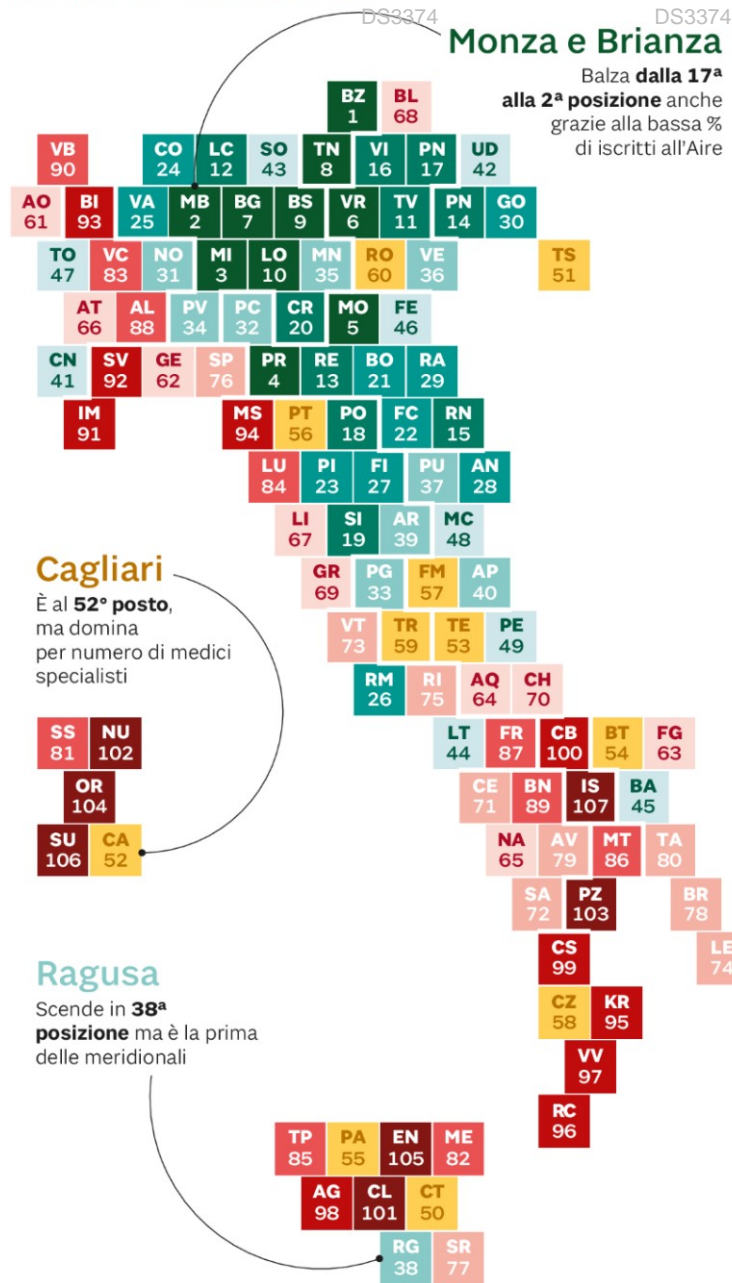 DS3374 DS3374
Monza e Brianza
Balza dalla 17ª
alla 2ª posizione anche
grazie alla bassa %
di iscritti all'Aire
BZ BL
1 68
VB CO LC SO TN VI PN UD
90 24 12 43 8 16 17 42
AO BI VA MB BG BS VR TV PN GO
61 93 25 2 7 9 6 11 14 30
TO VC NO MI LO MN RO VE TS
47 83 31 3 10 35 60 36 51
AT AL PV PC CR MO FE
66 88 34 32 20 5 46
CN SV GE SP PR RE BO RA
41 92 62 76 4 13 21 29
IM MS PT PO FC RN
91 94 56 18 22 15
LU PI FI PU AN
84 23 27 37 28
LI SI AR MC
67 19 39 48
GR PG FM AP
69 33 57 40
VT TR TE PE
73 59 53 49
RM RI AQ CH
26 75 64 70
Cagliari
È al 52° posto,
ma domina
per numero di medici
specialisti
SS NU LT FR CB BT FG
81 102 44 87 100 54 63
OR CE BN IS BA
104 71 89 107 45
SU CA NA AV MT TA
106 52 65 79 86 80
SA PZ BR
72 103 78
CS LE
99 74
CZ KR
58 95
VV
97
RC
96
Ragusa
Scende in 38ª
posizione ma è la prima
delle meridionali
TP PA EN ME
85 55 105 82
AG CL CT
98 101 50
RG SR
38 77